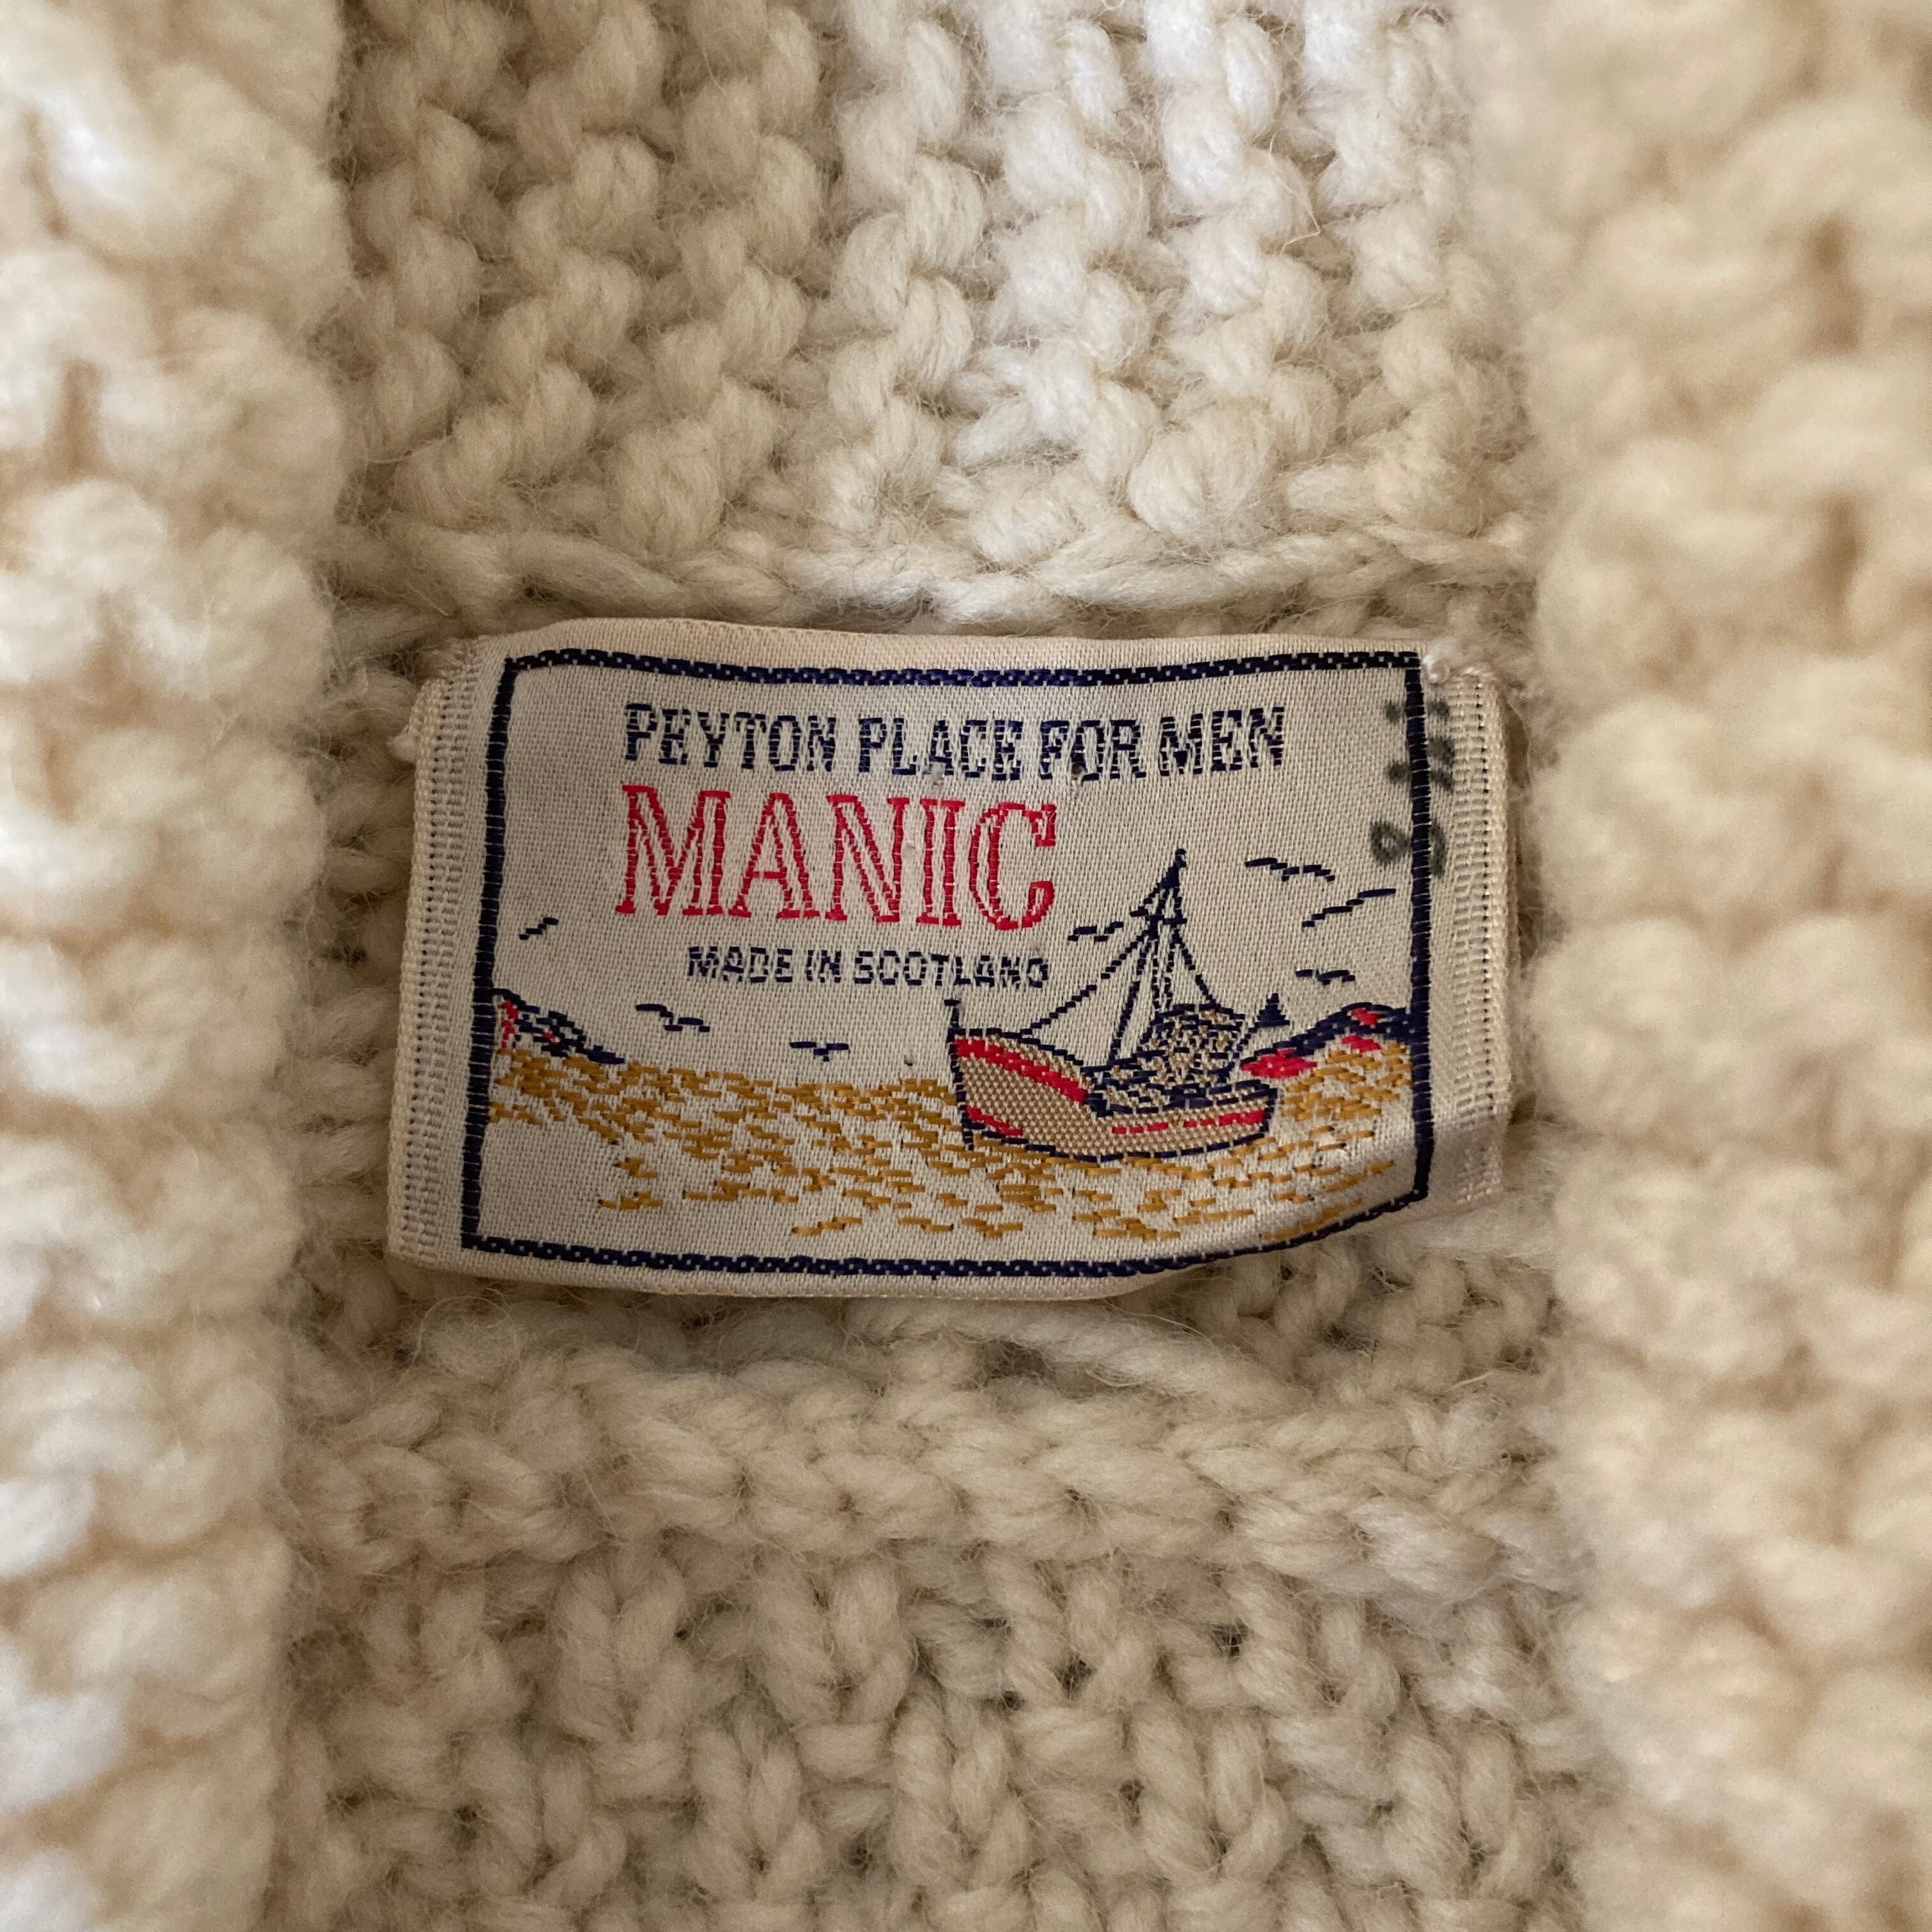 PEYTON PLACE FOR MEN
MANIC
MADE IN SCOTLAND